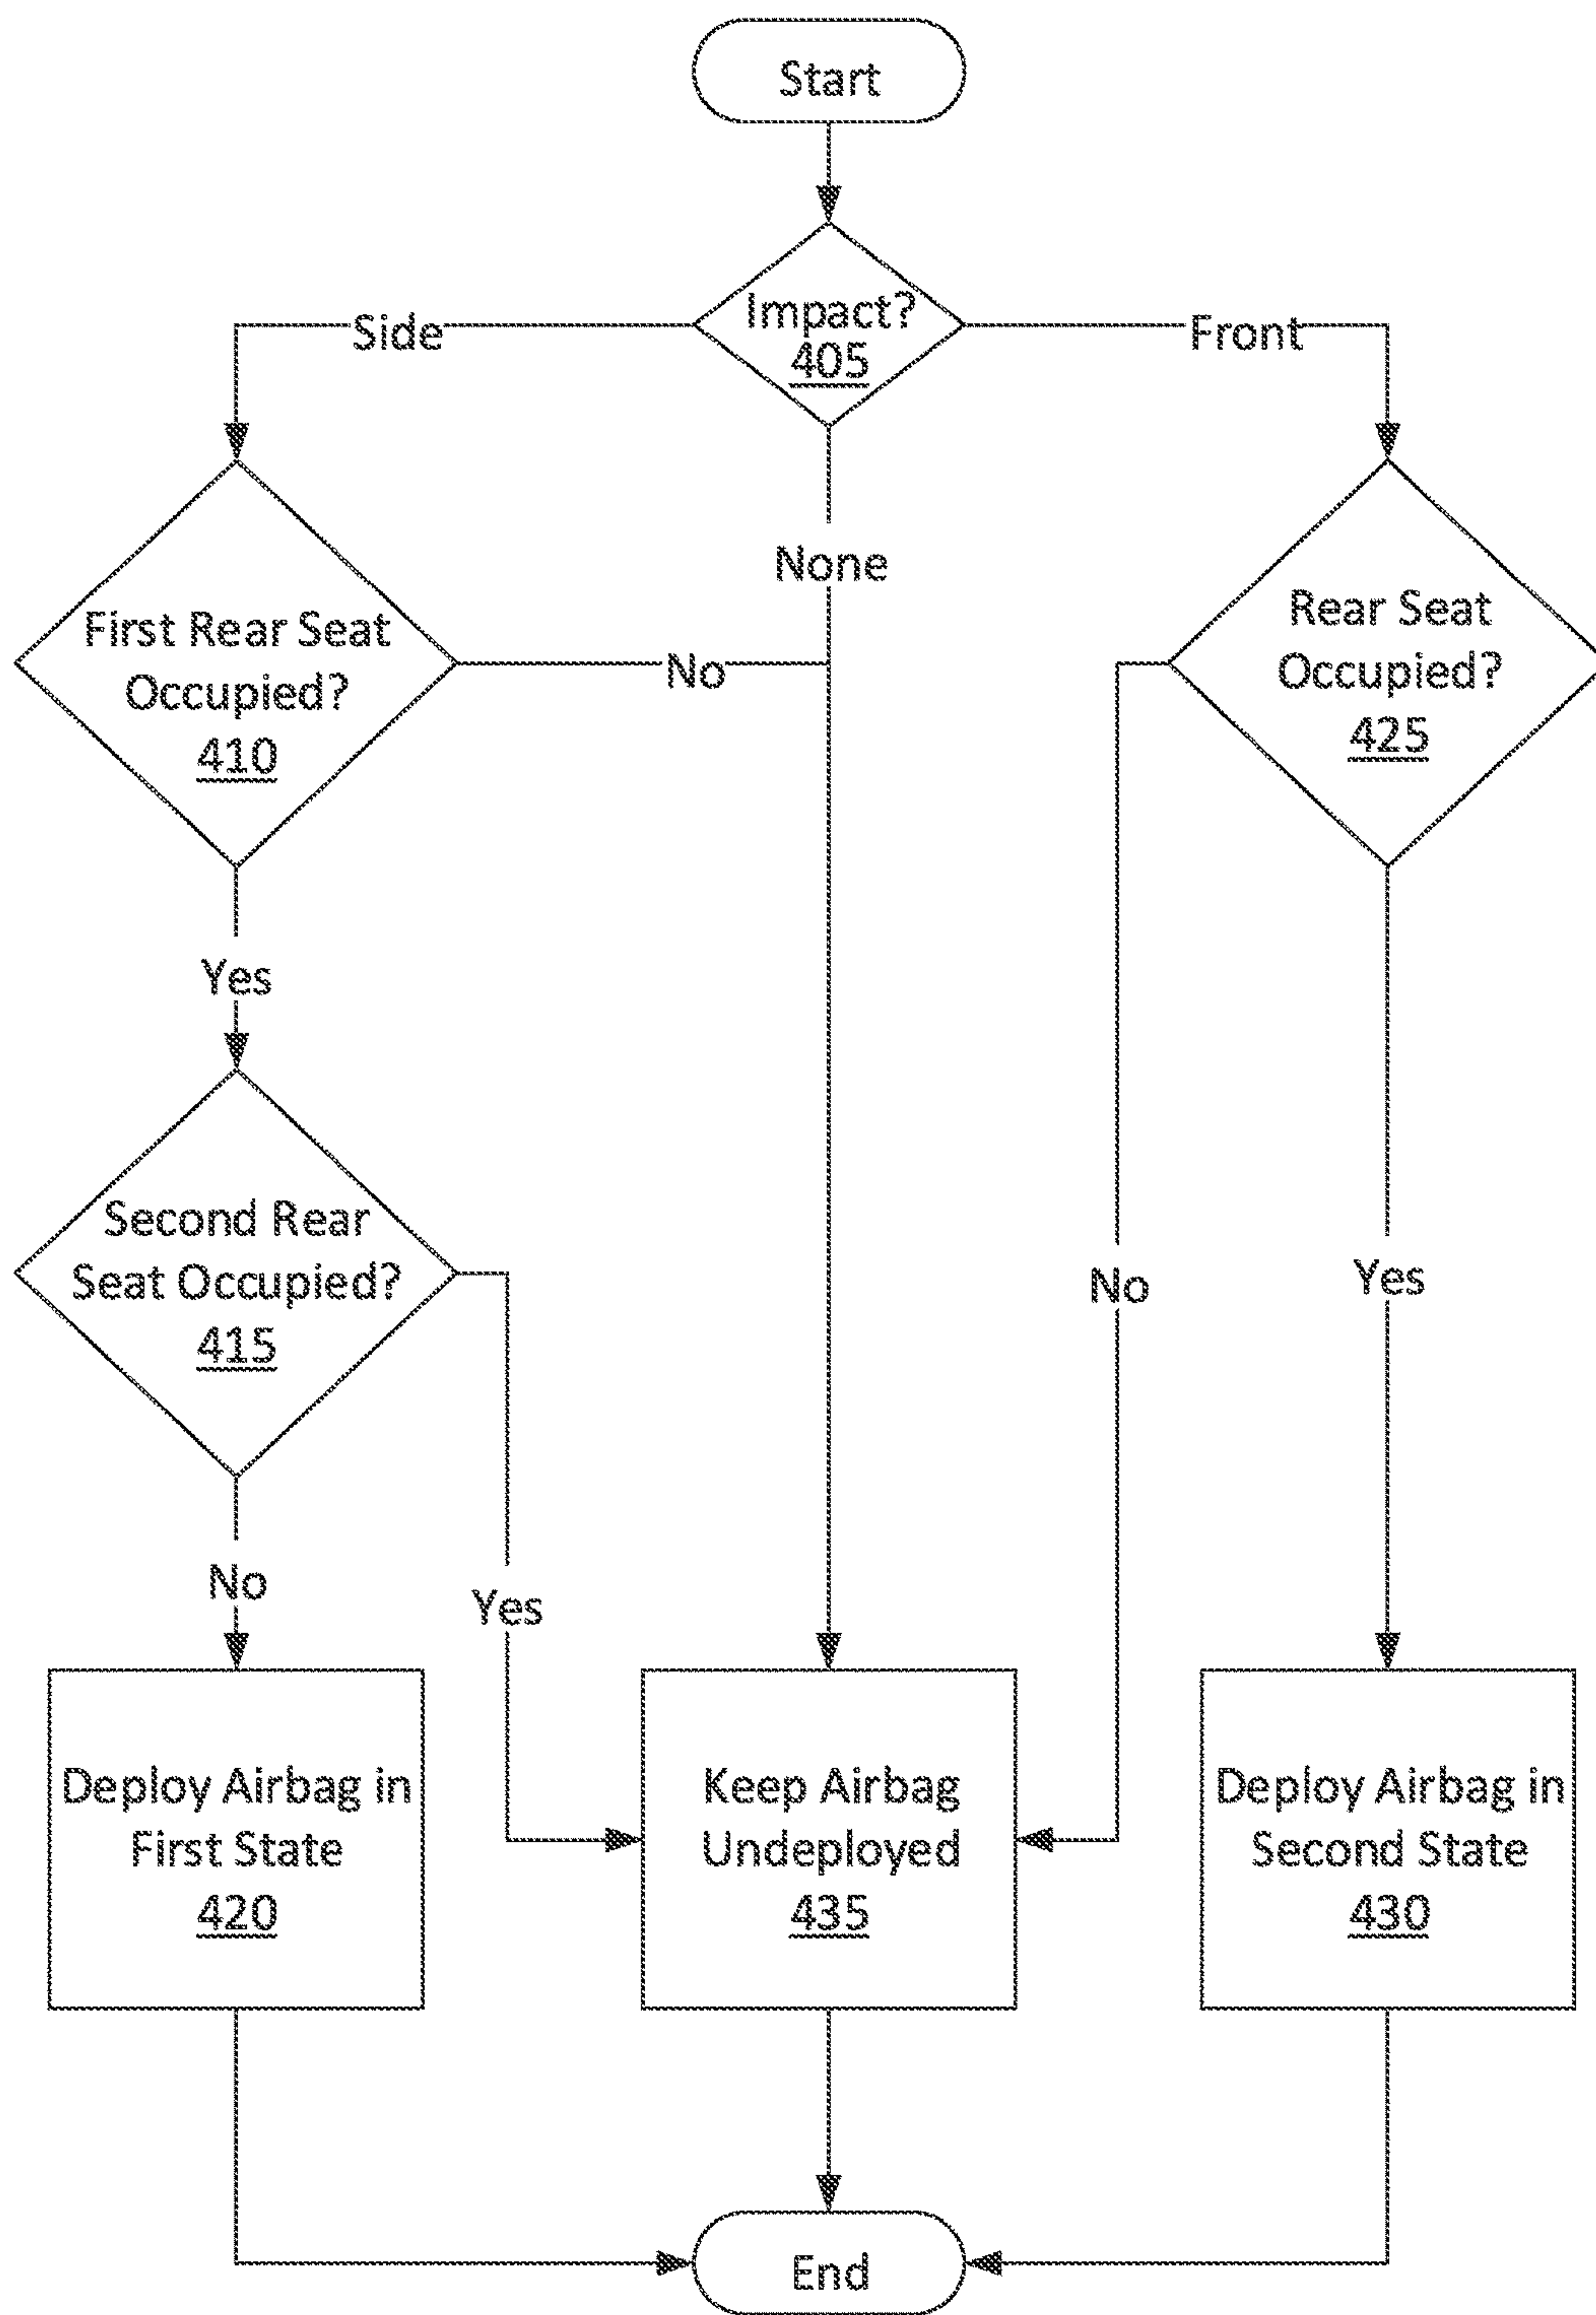 Start
Impact?
405
Side
Front
None
First Rear Seat
Occupied?
410
No
Rear Seat
Occupied?
425
Yes
Second Rear
Seat Occupied?
415
No
Yes
No
Yes
Deploy Airbag in
First State
420
Keep Airbag
Undeployed
435
Deploy Airbag in
Second State
430
End